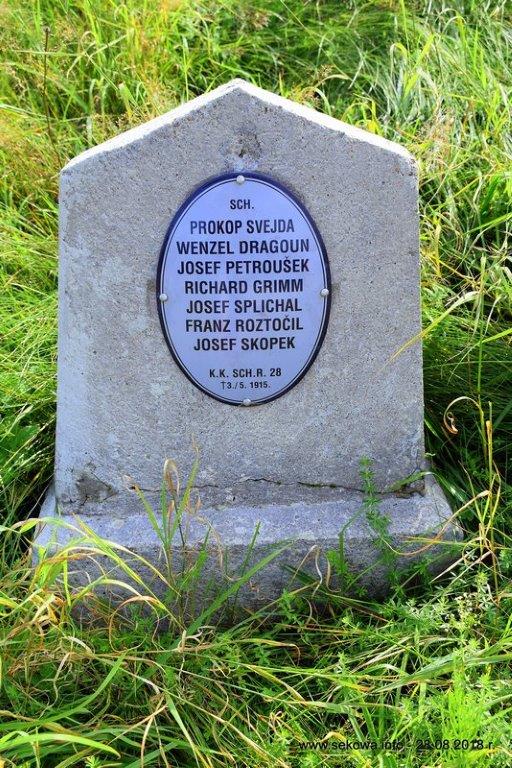 SCH.
PROKOP SVEJDA
WENZEL DRAGOUN
JOSEF PETROUŠEK
RICHARD GRIMM
JOSEF SPLICHAL
FRANZ ROZTOČIL
JOSEF SKOPEK
K.K. SCH.R. 28
†3./5. 1915.
www.sekowa.info - 23.08.2018 r.